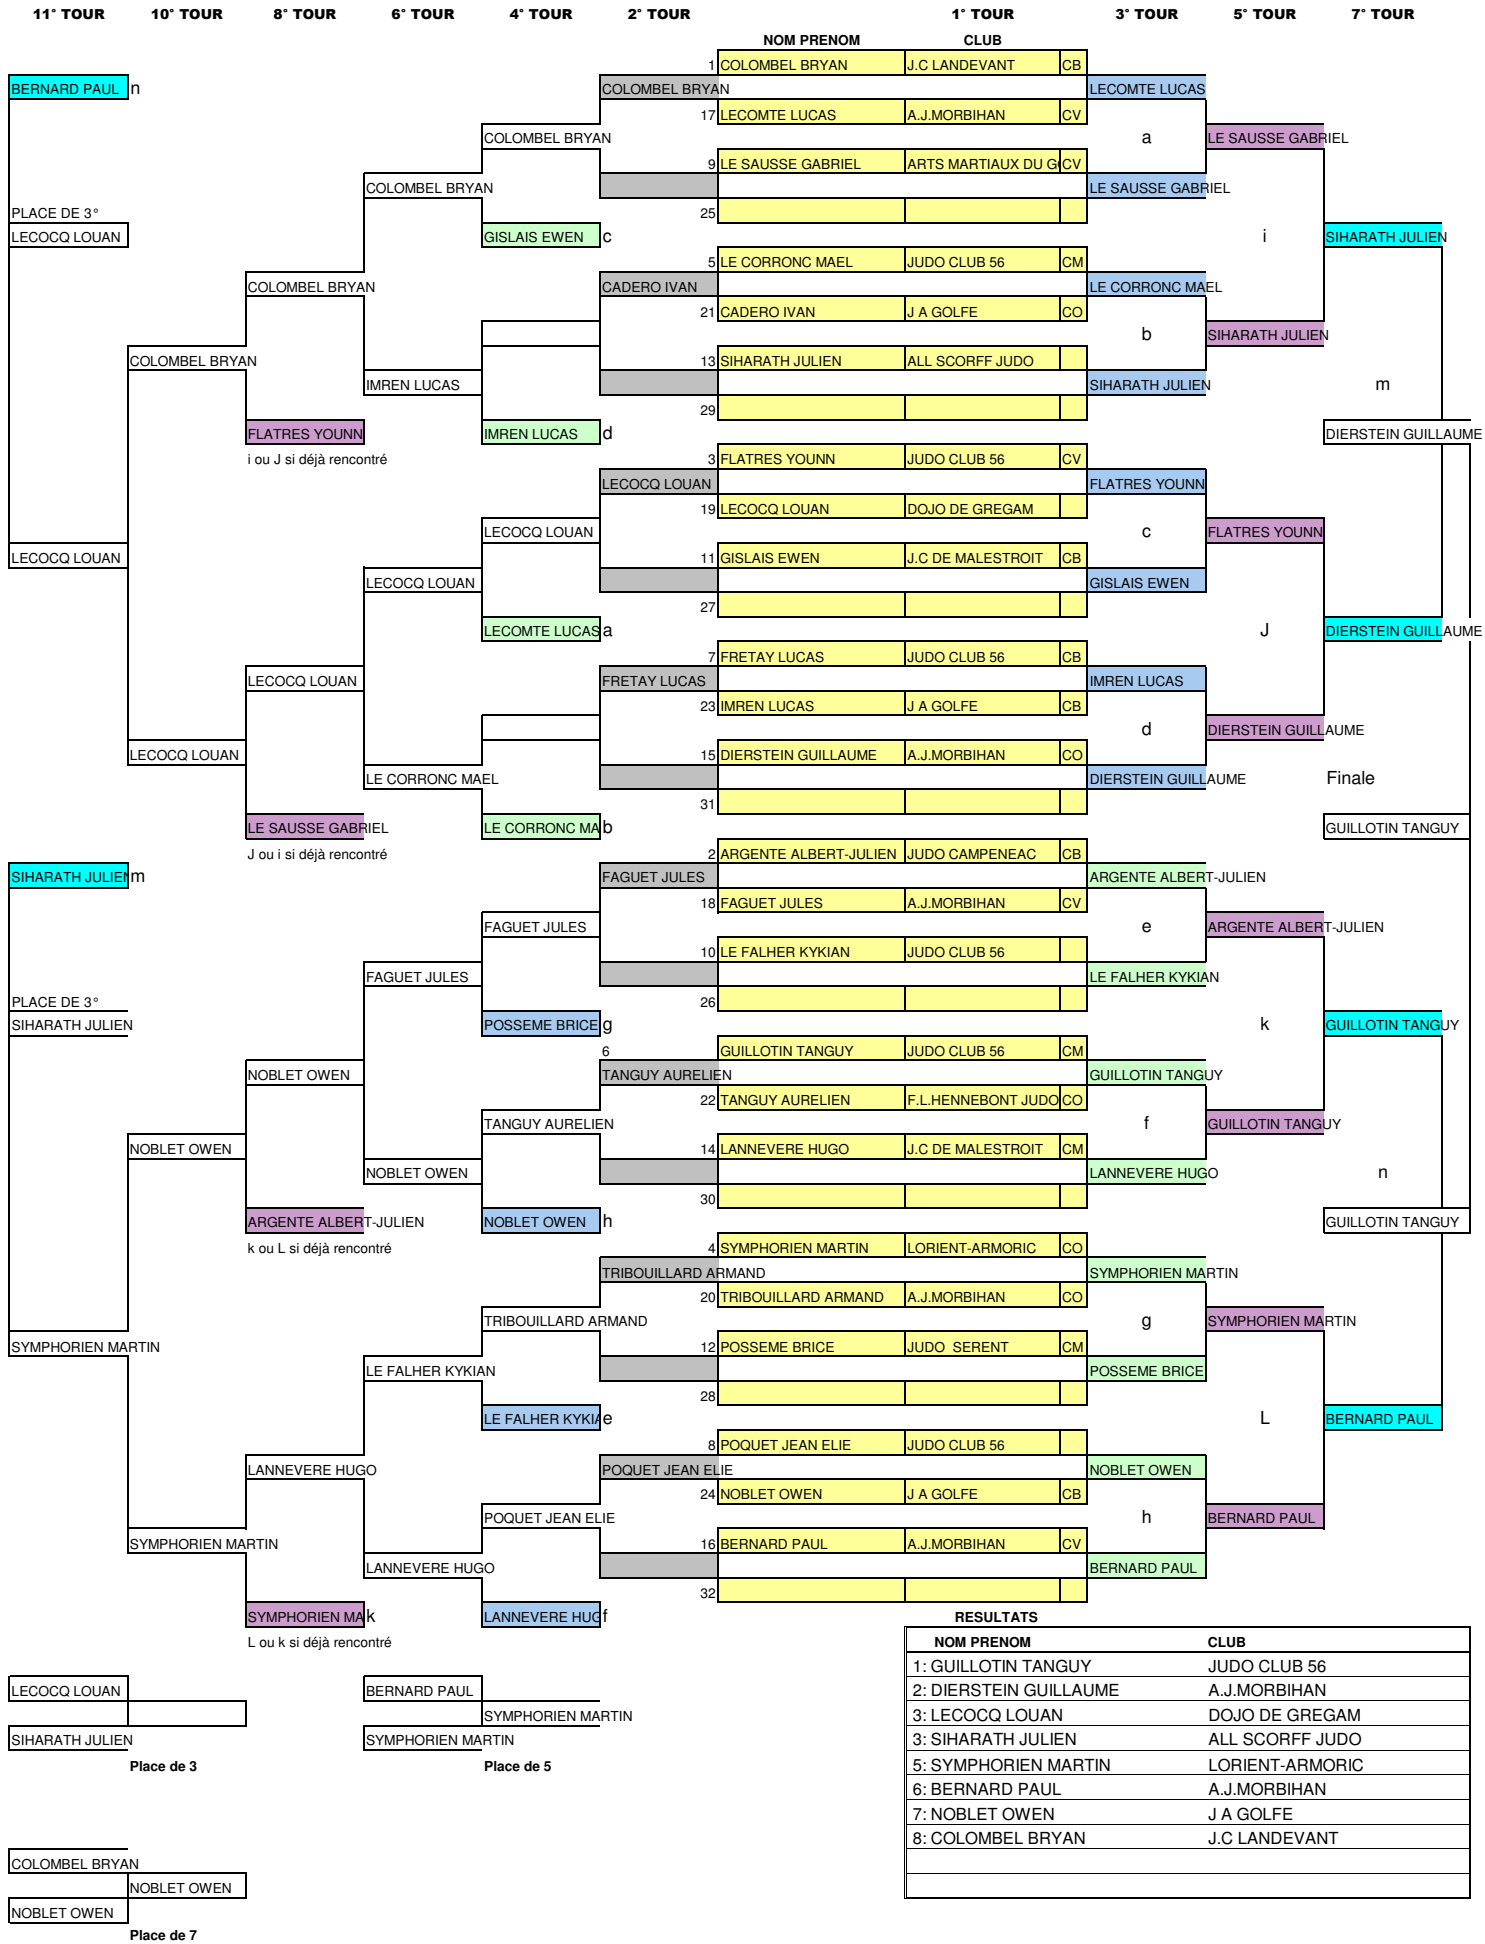 11° TOUR 10° TOUR 8° TOUR 6° TOUR 4° TOUR 2° TOUR 1° TOUR 3° TOUR 5° TOUR 7° TOUR
NOM PRENOM CLUB
1 COLOMBEL BRYAN J.C LANDEVANT CB
BERNARD PAUL n COLOMBEL BRYAN LECOMTE LUCAS
17 LECOMTE LUCAS A.J.MORBIHAN CV
COLOMBEL BRYAN a LE SAUSSE GABRIEL
9 LE SAUSSE GABRIEL ARTS MARTIAUX DU G CV
COLOMBEL BRYAN LE SAUSSE GABRIEL
PLACE DE 3° 25
LECOCQ LOUAN GISLAIS EWEN c i SIHARATH JULIEN
5 LE CORRONC MAEL JUDO CLUB 56 CM
COLOMBEL BRYAN CADERO IVAN LE CORRONC MAEL
21 CADERO IVAN J A GOLFE CO
b SIHARATH JULIEN
COLOMBEL BRYAN 13 SIHARATH JULIEN ALL SCORFF JUDO
IMREN LUCAS SIHARATH JULIEN m
29
FLATRES YOUNN IMREN LUCAS d DIERSTEIN GUILLAUME
i ou J si déjà rencontré 3 FLATRES YOUNN JUDO CLUB 56 CV
LECOCQ LOUAN FLATRES YOUNN
19 LECOCQ LOUAN DOJO DE GREGAM
LECOCQ LOUAN c FLATRES YOUNN
LECOCQ LOUAN 11 GISLAIS EWEN J.C DE MALESTROIT CB
LECOCQ LOUAN GISLAIS EWEN
27
LECOMTE LUCAS a J DIERSTEIN GUILLAUME
7 FRETAY LUCAS JUDO CLUB 56 CB
LECOCQ LOUAN FRETAY LUCAS IMREN LUCAS
23 IMREN LUCAS J A GOLFE CB
d DIERSTEIN GUILLAUME
LECOCQ LOUAN 15 DIERSTEIN GUILLAUME A.J.MORBIHAN CO
LE CORRONC MAEL DIERSTEIN GUILLAUME Finale
31
LE SAUSSE GABRIEL LE CORRONC MA b GUILLOTIN TANGUY
J ou i si déjà rencontré 2 ARGENTE ALBERT-JULIEN JUDO CAMPENEAC CB
SIHARATH JULIEN m FAGUET JULES ARGENTE ALBERT-JULIEN
18 FAGUET JULES A.J.MORBIHAN CV
FAGUET JULES e ARGENTE ALBERT-JULIEN
10 LE FALHER KYKIAN JUDO CLUB 56
FAGUET JULES LE FALHER KYKIAN
PLACE DE 3° 26
SIHARATH JULIEN POSSEME BRICE g k GUILLOTIN TANGUY
6 GUILLOTIN TANGUY JUDO CLUB 56 CM
NOBLET OWEN TANGUY AURELIEN GUILLOTIN TANGUY
22 TANGUY AURELIEN F.L.HENNEBONT JUDO CO
TANGUY AURELIEN f GUILLOTIN TANGUY
NOBLET OWEN 14 LANNEVERE HUGO J.C DE MALESTROIT CM
NOBLET OWEN LANNEVERE HUGO n
30
ARGENTE ALBERT-JULIEN NOBLET OWEN h GUILLOTIN TANGUY
k ou L si déjà rencontré 4 SYMPHORIEN MARTIN LORIENT-ARMORIC CO
TRIBOUILLARD ARMAND SYMPHORIEN MARTIN
20 TRIBOUILLARD ARMAND A.J.MORBIHAN CO
TRIBOUILLARD ARMAND g SYMPHORIEN MARTIN
SYMPHORIEN MARTIN 12 POSSEME BRICE JUDO SERENT CM
LE FALHER KYKIAN POSSEME BRICE
28
LE FALHER KYKIA e L BERNARD PAUL
8 POQUET JEAN ELIE JUDO CLUB 56
LANNEVERE HUGO POQUET JEAN ELIE NOBLET OWEN
24 NOBLET OWEN J A GOLFE CB
POQUET JEAN ELIE h BERNARD PAUL
SYMPHORIEN MARTIN 16 BERNARD PAUL A.J.MORBIHAN CV
LANNEVERE HUGO BERNARD PAUL
32
SYMPHORIEN MA k LANNEVERE HUG f RESULTATS
L ou k si déjà rencontré NOM PRENOM CLUB
1: GUILLOTIN TANGUY JUDO CLUB 56
LECOCQ LOUAN BERNARD PAUL 2: DIERSTEIN GUILLAUME A.J.MORBIHAN
SYMPHORIEN MARTIN 3: LECOCQ LOUAN DOJO DE GREGAM
SIHARATH JULIEN SYMPHORIEN MARTIN 3: SIHARATH JULIEN ALL SCORFF JUDO
Place de 3 Place de 5 5: SYMPHORIEN MARTIN LORIENT-ARMORIC
6: BERNARD PAUL A.J.MORBIHAN
7: NOBLET OWEN J A GOLFE
8: COLOMBEL BRYAN J.C LANDEVANT
COLOMBEL BRYAN
NOBLET OWEN
NOBLET OWEN
Place de 7